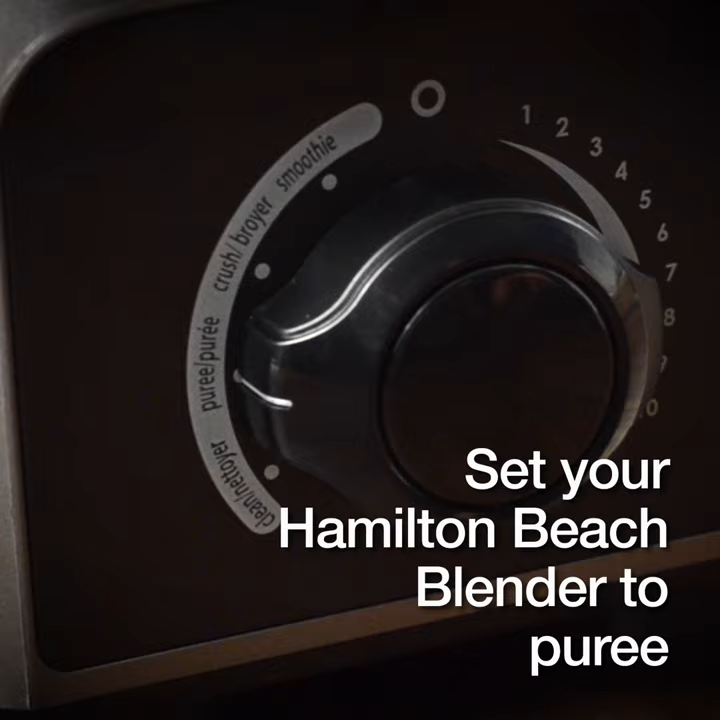 smoothie
crush/broyer
puree/purée
clean/nettoyer
1
2
3
4
5
6
7
8
9
Set your
Hamilton Beach
Blender to
puree